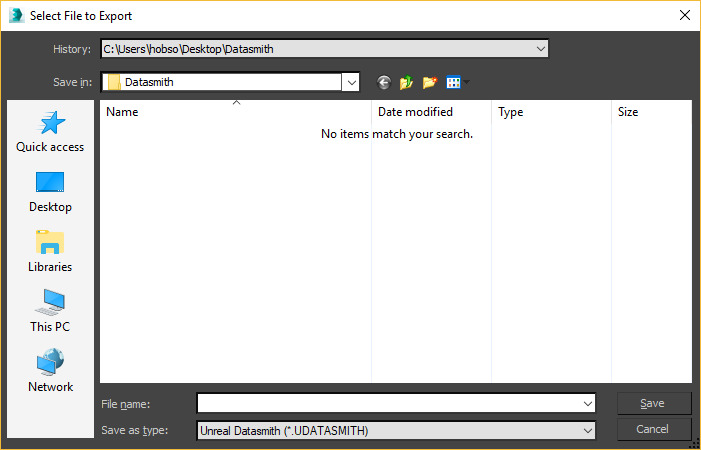 Select File to Export
History: C:\Users\hobso\Desktop\Datasmith
Save in: Datasmith
Name Date modified Type Size
No items match your search.
Quick access
Desktop
Libraries
This PC
Network
File name: Save
Save as type: Unreal Datasmith (*.UDATASMITH) Cancel